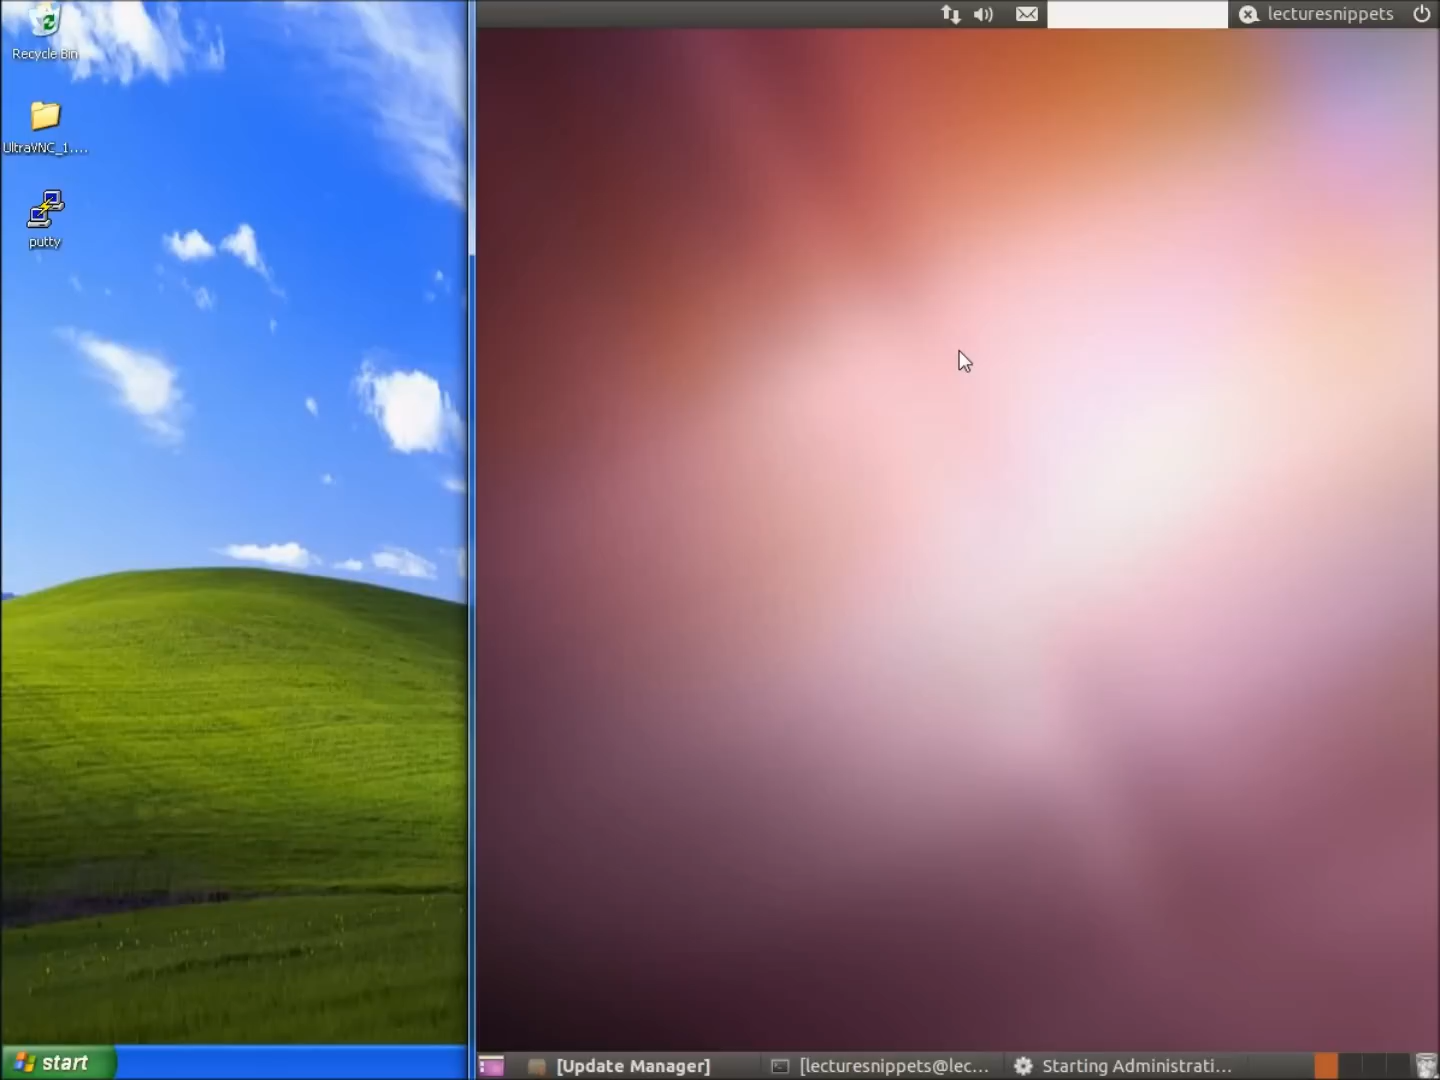 Recycle Bin
UltraVNC_1....
putty
start
lecturesnippets
[Update Manager]
[lecturesnippets@lec...
Starting Administrati...